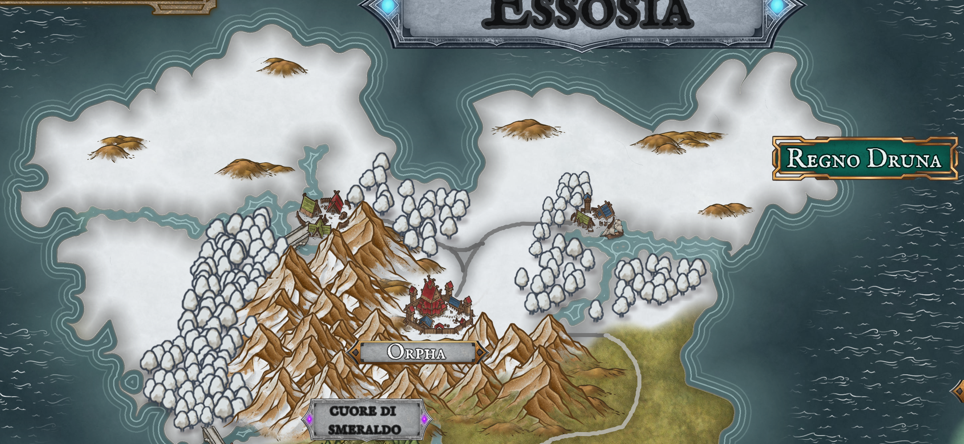 ESSOSIA
REGNO DRUNA
ORPHA
CUORE DI
SMERALDO